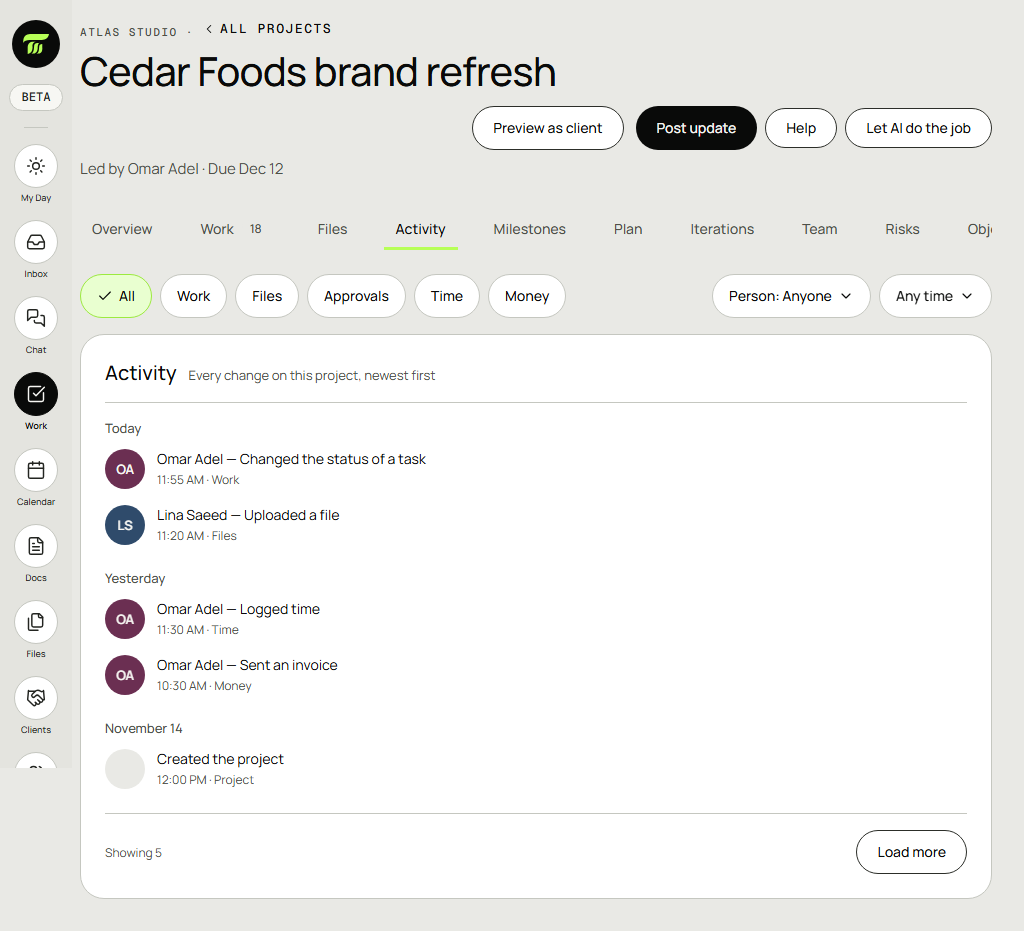 ATLAS STUDIO · ALL PROJECTS
Cedar Foods brand refresh
BETA
Preview as client
Post update
Help
Let AI do the job
Led by Omar Adel · Due Dec 12
My Day
Inbox
Chat
Work
Calendar
Docs
Files
Clients
Overview
Work 18
Files
Activity
Milestones
Plan
Iterations
Team
Risks
Obj
All
Work
Files
Approvals
Time
Money
Person: Anyone
Any time
Activity Every change on this project, newest first
Today
OA
Omar Adel — Changed the status of a task
11:55 AM · Work
LS
Lina Saeed — Uploaded a file
11:20 AM · Files
Yesterday
OA
Omar Adel — Logged time
11:30 AM · Time
OA
Omar Adel — Sent an invoice
10:30 AM · Money
November 14
Created the project
12:00 PM · Project
Showing 5
Load more